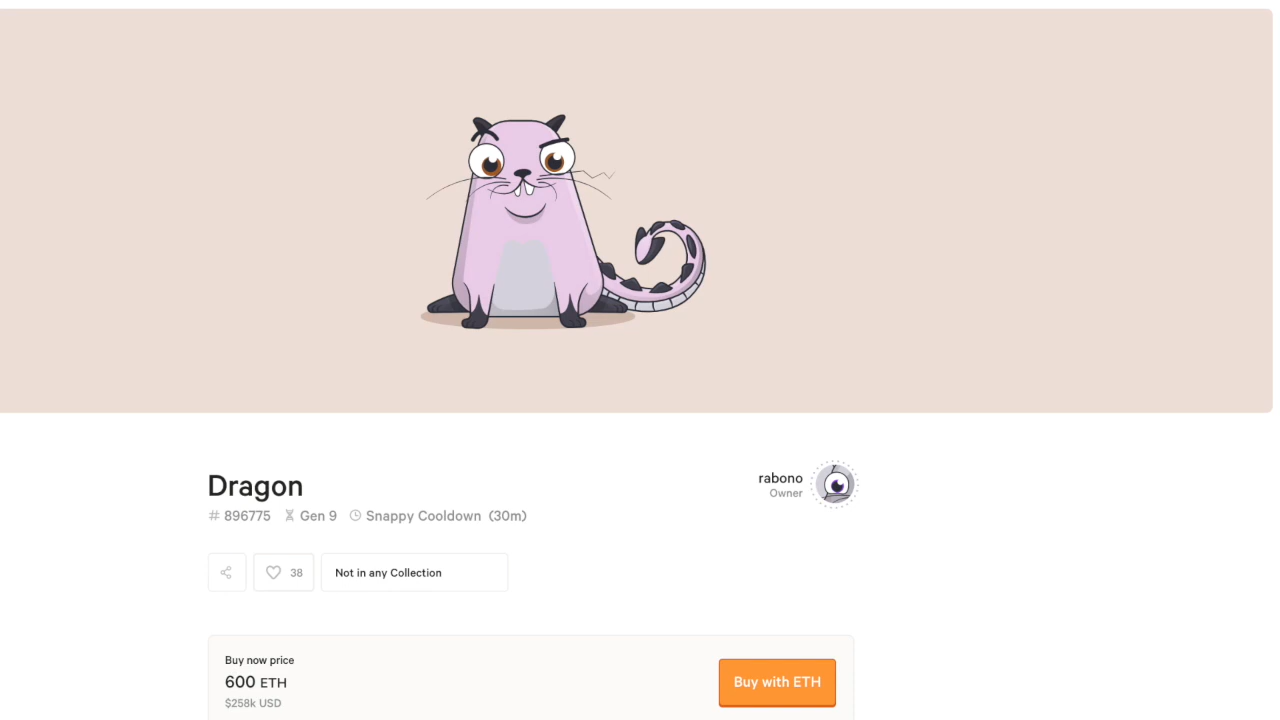 Dragon
rabono
Owner
# 896775 Gen 9 Snappy Cooldown (30m)
38
Not in any Collection
Buy now price
600 ETH
$258k USD
Buy with ETH